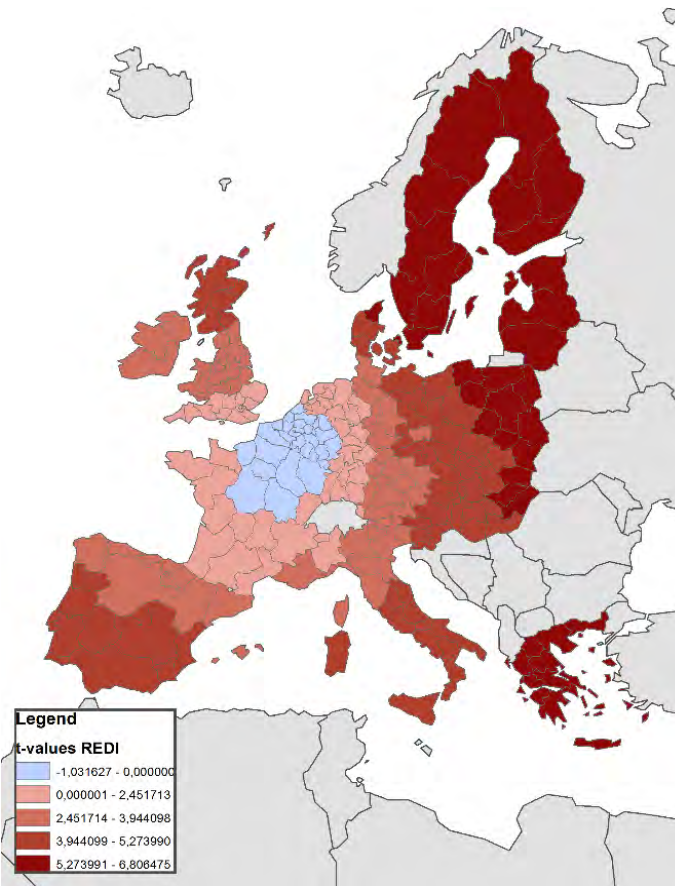 Legend
t-values REDI
-1,031627 - 0,000000
0,000001 - 2,451713
2,451714 - 3,944098
3,944099 - 5,273990
5,273991 - 6,806475